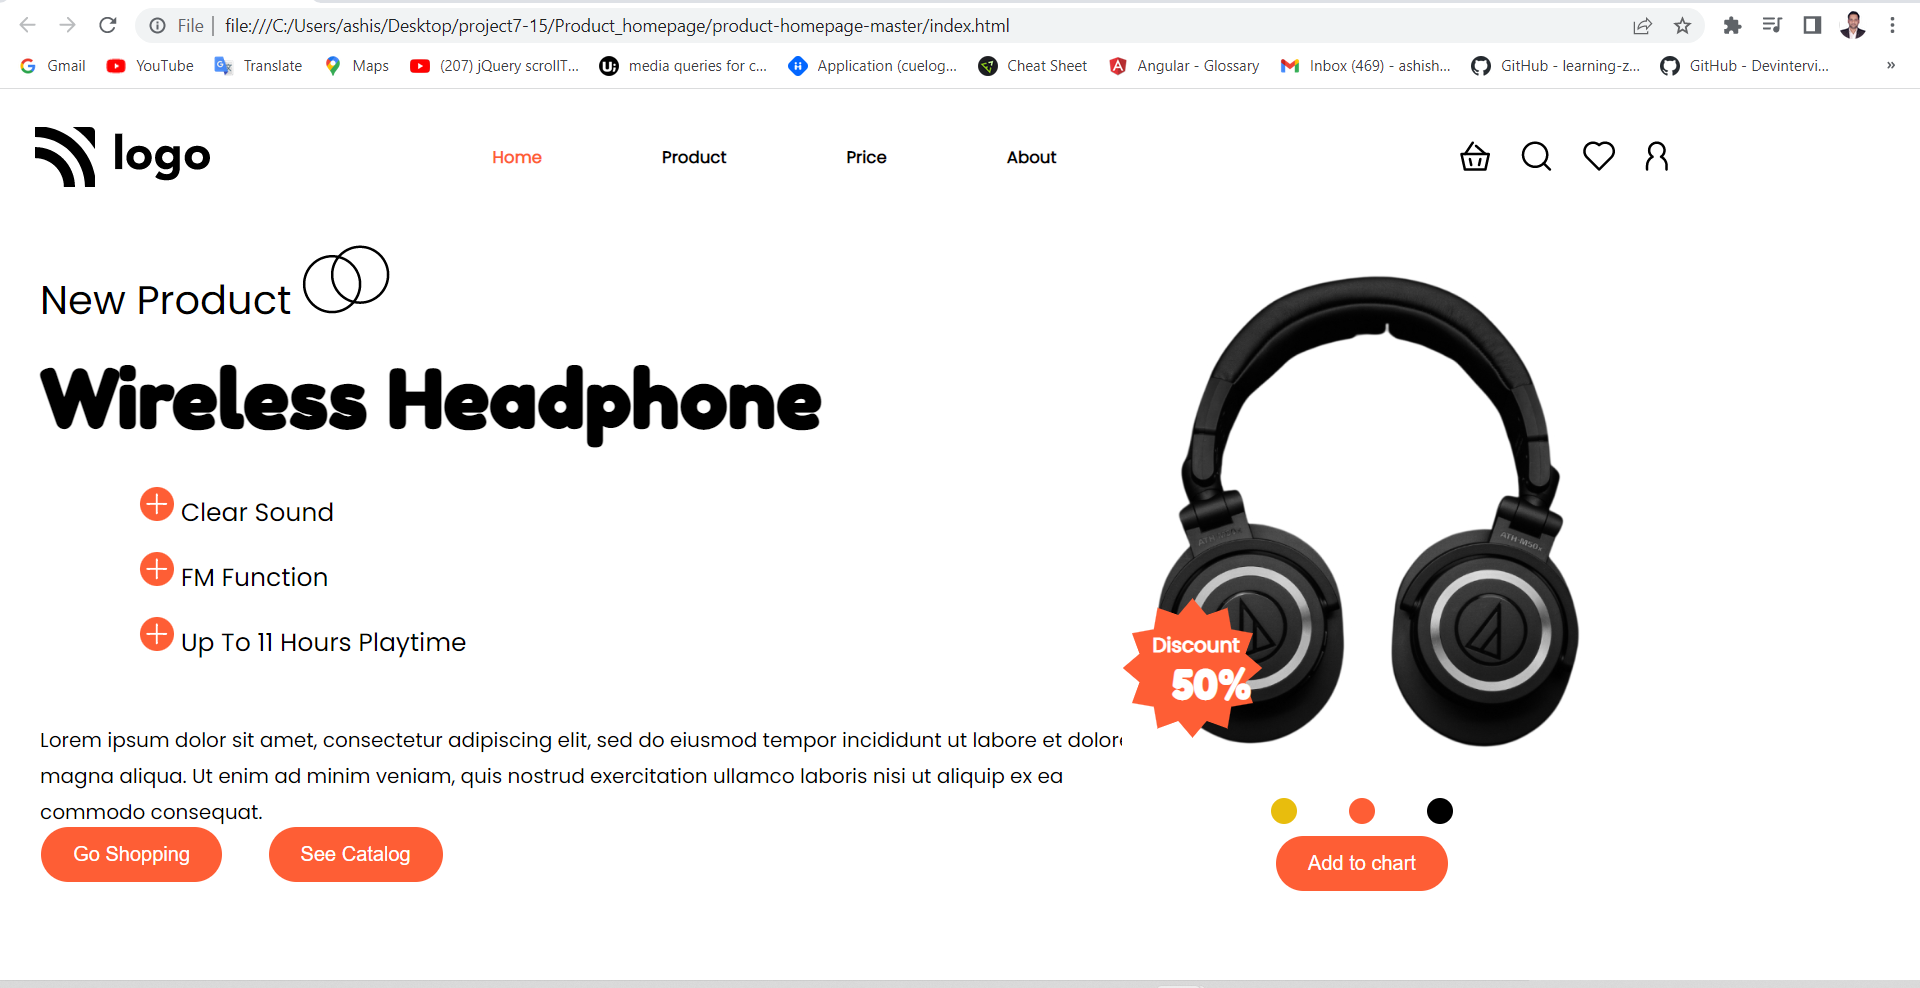 File | file:///C:/Users/ashis/Desktop/project7-15/Product_homepage/product-homepage-master/index.html
Gmail YouTube Translate Maps (207) jQuery scrollT... media queries for c... Application (cuelog... Cheat Sheet Angular - Glossary Inbox (469) - ashish... GitHub - learning-z... GitHub - Devintervi... »
logo Home Product Price About
New Product
Wireless Headphone
Clear Sound
FM Function
Up To 11 Hours Playtime
Lorem ipsum dolor sit amet, consectetur adipiscing elit, sed do eiusmod tempor incididunt ut labore et dolore
magna aliqua. Ut enim ad minim veniam, quis nostrud exercitation ullamco laboris nisi ut aliquip ex ea
commodo consequat.
Go Shopping See Catalog
ATH-M50x
Discount
50%
Add to chart